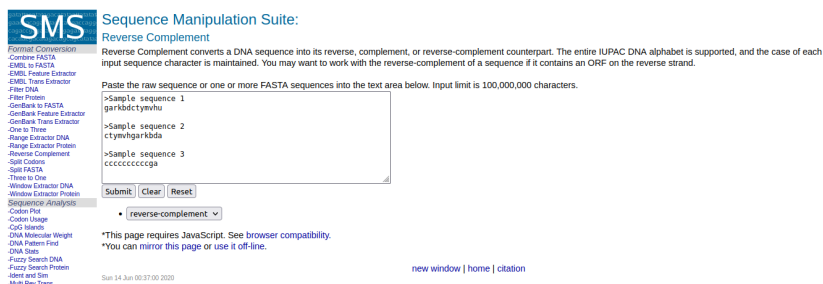 SMS
Sequence Manipulation Suite:
Reverse Complement
Format Conversion
-Combine FASTA
-EMBL to FASTA
-EMBL Feature Extractor
-EMBL Trans Extractor
-Filter DNA
-Filter Protein
-GenBank to FASTA
-GenBank Feature Extractor
-GenBank Trans Extractor
-One to Three
-Range Extractor DNA
-Range Extractor Protein
-Reverse Complement
-Split Codons
-Split FASTA
-Three to One
-Window Extractor DNA
-Window Extractor Protein
Sequence Analysis
-Codon Plot
-Codon Usage
-CpG Islands
-DNA Molecular Weight
-DNA Pattern Find
-DNA Stats
-Fuzzy Search DNA
-Fuzzy Search Protein
-Ident and Sim
-Multi Rev Trans
Reverse Complement converts a DNA sequence into its reverse, complement, or reverse-complement counterpart. The entire IUPAC DNA alphabet is supported, and the case of each
input sequence character is maintained. You may want to work with the reverse-complement of a sequence if it contains an ORF on the reverse strand.
Paste the raw sequence or one or more FASTA sequences into the text area below. Input limit is 100,000,000 characters.
>Sample sequence 1
garkbdctymvhu
>Sample sequence 2
ctymvhgarkbda
>Sample sequence 3
ccccccccccga
Submit Clear Reset
• reverse-complement
*This page requires JavaScript. See browser compatibility.
*You can mirror this page or use it off-line.
new window | home | citation
Sun 14 Jun 00:37:00 2020